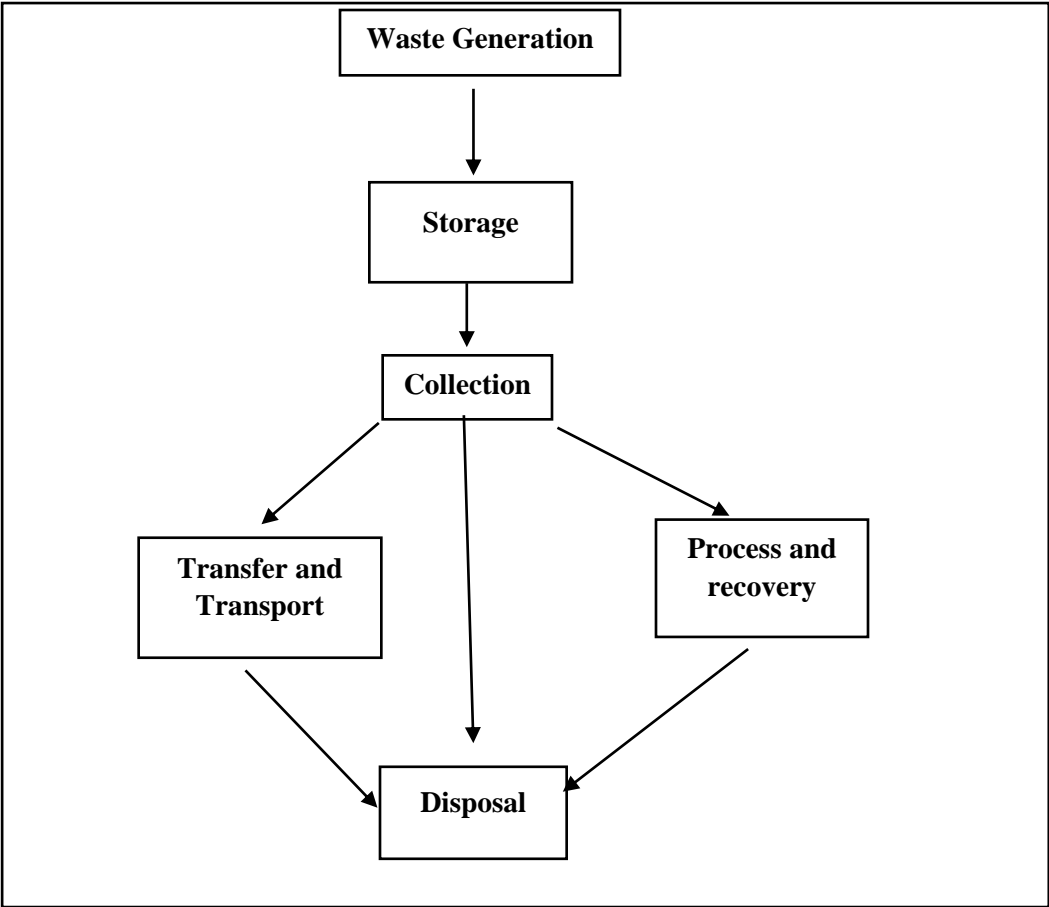 Waste Generation
Storage
Collection
Transfer and
Transport
Process and
recovery
Disposal